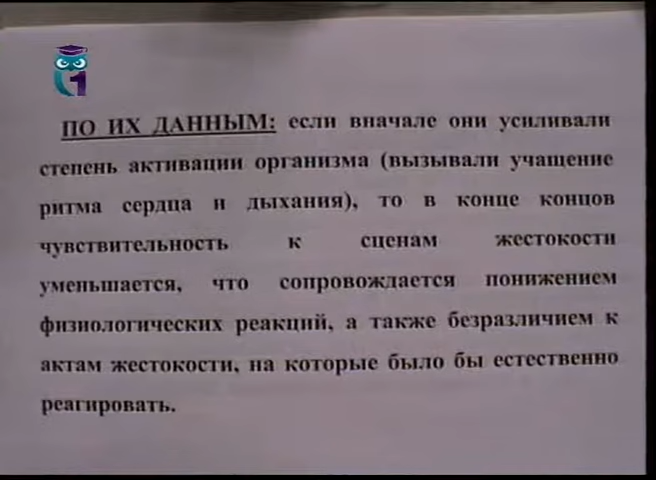 1
ПО ИХ ДАННЫМ: если вначале они усиливали
степень активации организма (вызывали учащение
ритма сердца и дыхания), то в конце концов
чувствительность к сценам жестокости
уменьшается, что сопровождается понижением
физиологических реакций, а также безразличием к
актам жестокости, на которые было бы естественно
реагировать.